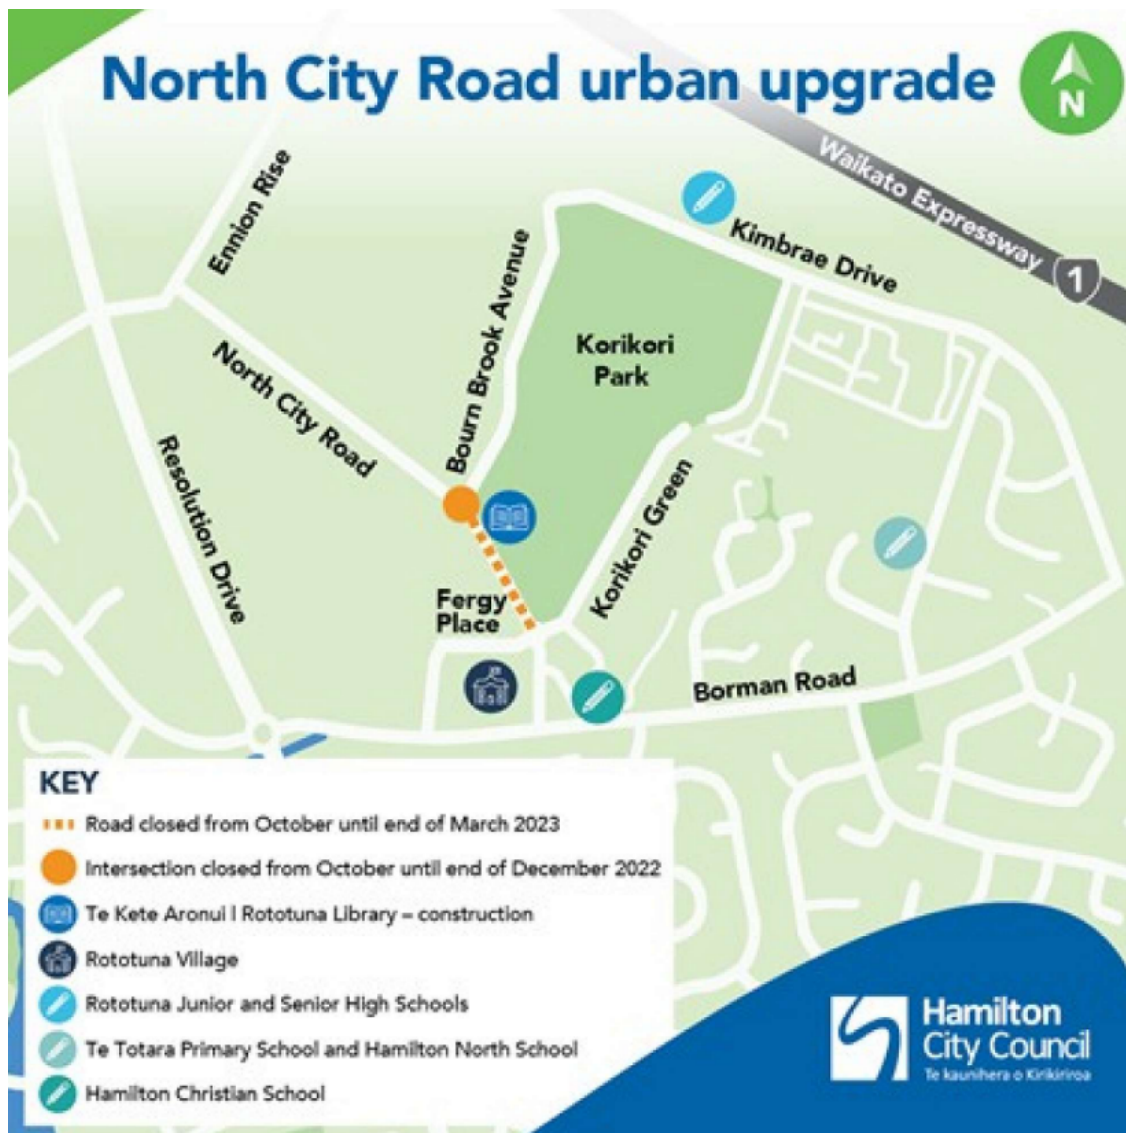 North City Road urban upgrade
N
Waikato Expressway
1
Ennion Rise
Kimbrae Drive
Bourn Brook Avenue
Korikori
Park
North City Road
Resolution Drive
Korikori Green
Fergy
Place
Borman Road
KEY
Road closed from October until end of March 2023
Intersection closed from October until end of December 2022
Te Kete Aronui | Rototuna Library – construction
Rototuna Village
Rototuna Junior and Senior High Schools
Te Totara Primary School and Hamilton North School
Hamilton Christian School
Hamilton
City Council
Te kaunihera o Kirikiriroa